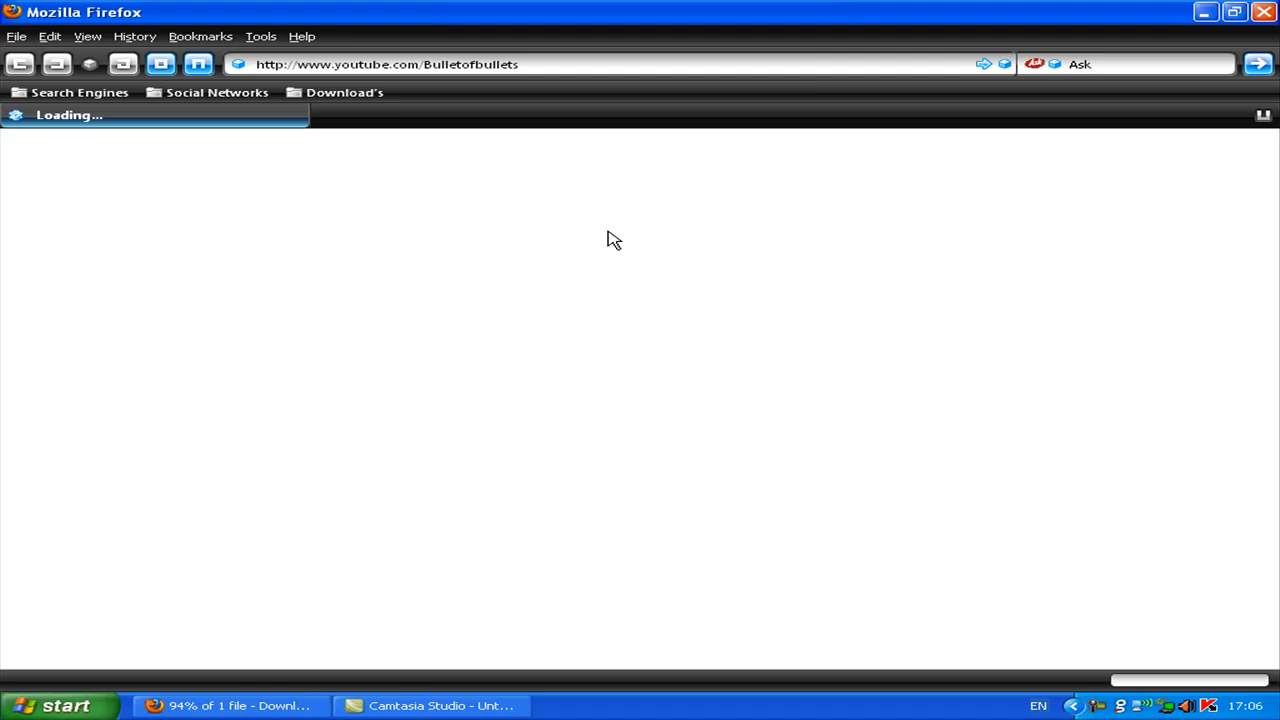 Mozilla Firefox
File Edit View History Bookmarks Tools Help
http://www.youtube.com/Bulletofbullets Ask Ask
Search Engines Social Networks Download's
Loading...
start 94% of 1 file - Downl... Camtasia Studio - Unt... EN 17:06